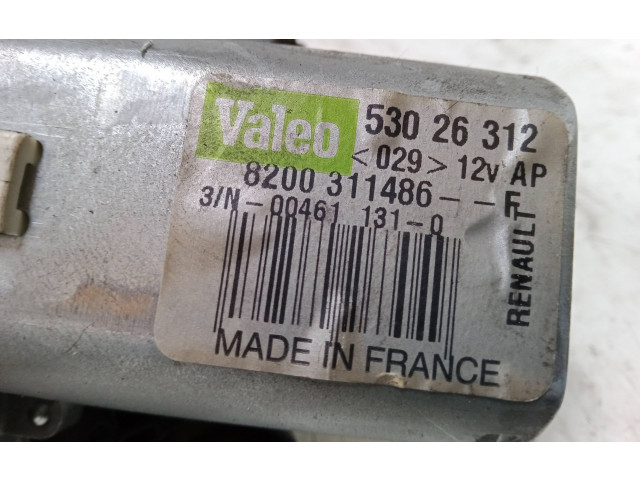 Valeo 530 26 312
<029> 12v AP
8200 311486--F
3/N-00461 131-0
RENAULT
MADE IN FRANCE